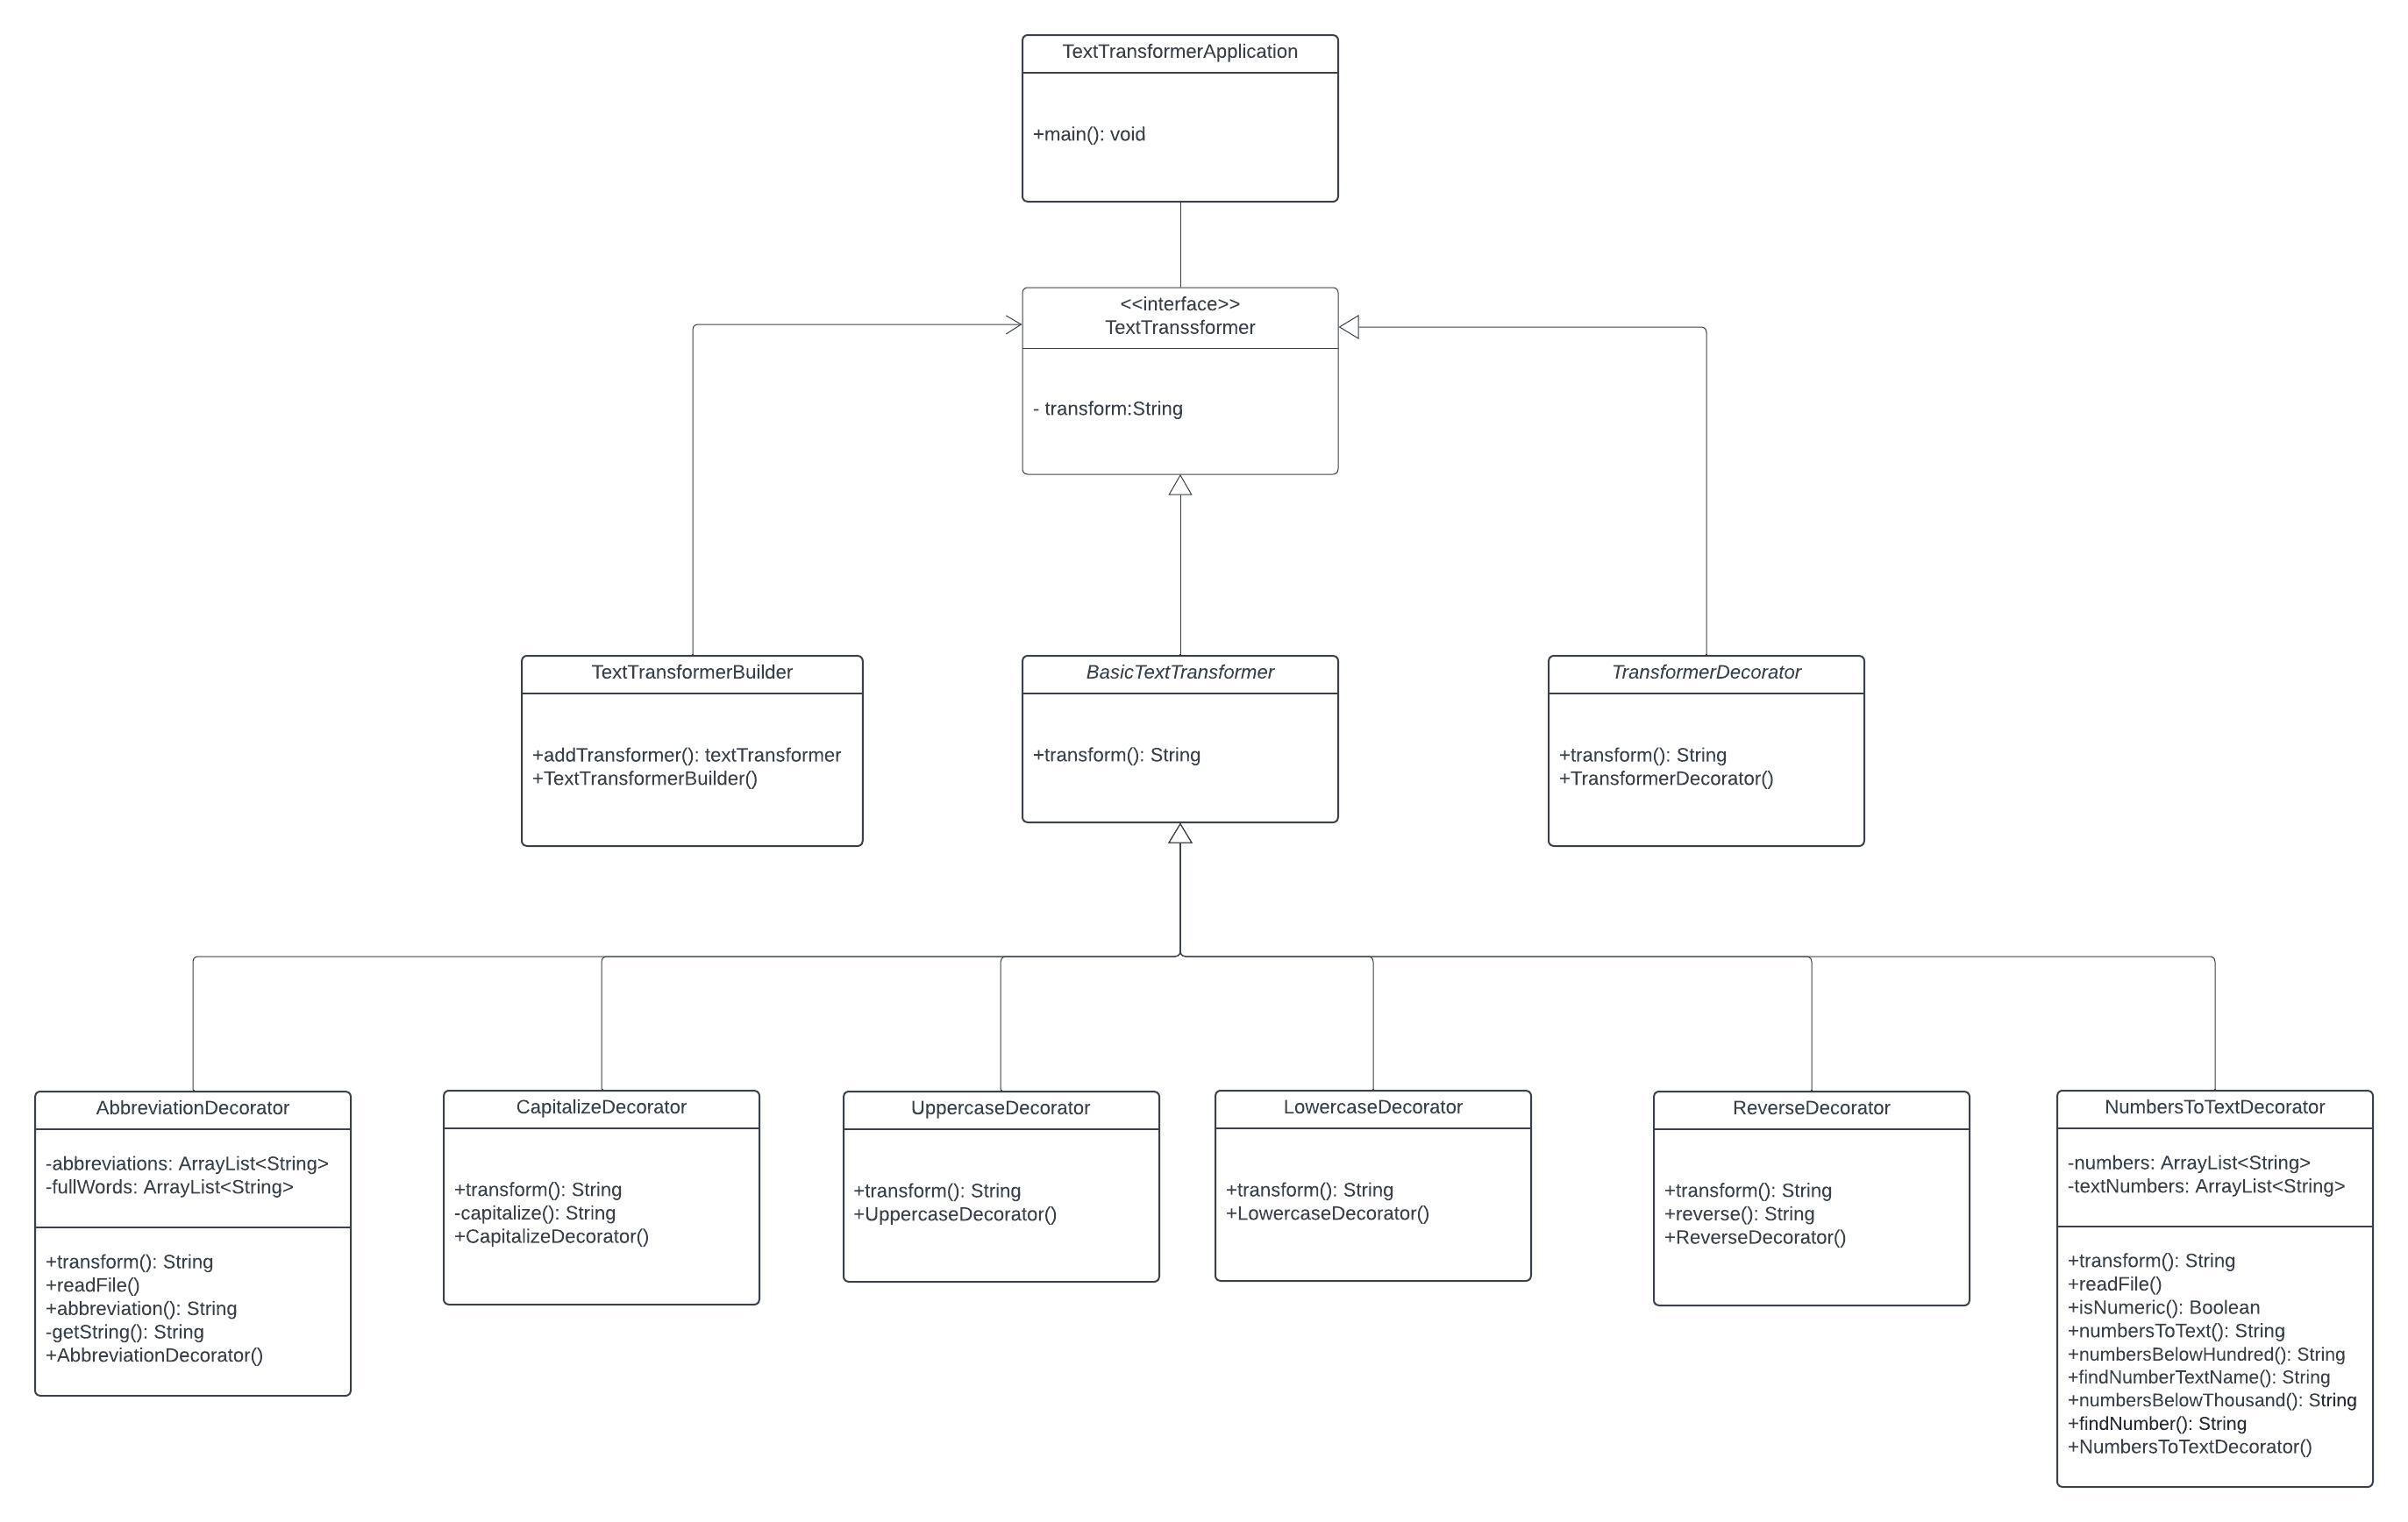 TextTransformerApplication
+main(): void
<<interface>>
TextTranssformer
- transform:String
TextTransformerBuilder
+addTransformer(): textTransformer
+TextTransformerBuilder()
BasicTextTransformer
+transform(): String
TransformerDecorator
+transform(): String
+TransformerDecorator()
AbbreviationDecorator
-abbreviations: ArrayList<String>
-fullWords: ArrayList<String>
+transform(): String
+readFile()
+abbreviation(): String
-getString(): String
+AbbreviationDecorator()
CapitalizeDecorator
+transform(): String
-capitalize(): String
+CapitalizeDecorator()
UppercaseDecorator
+transform(): String
+UppercaseDecorator()
LowercaseDecorator
+transform(): String
+LowercaseDecorator()
ReverseDecorator
+transform(): String
+reverse(): String
+ReverseDecorator()
NumbersToTextDecorator
-numbers: ArrayList<String>
-textNumbers: ArrayList<String>
+transform(): String
+readFile()
+isNumeric(): Boolean
+numbersToText(): String
+numbersBelowHundred(): String
+findNumberTextName(): String
+numbersBelowThousand(): String
+findNumber(): String
+NumbersToTextDecorator()